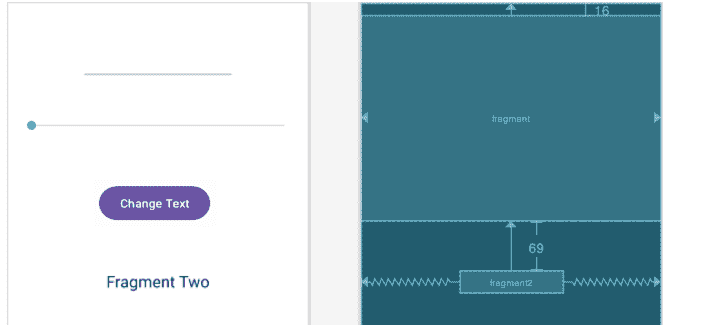 16
fragment
Change Text
69
Fragment Two
fragment2